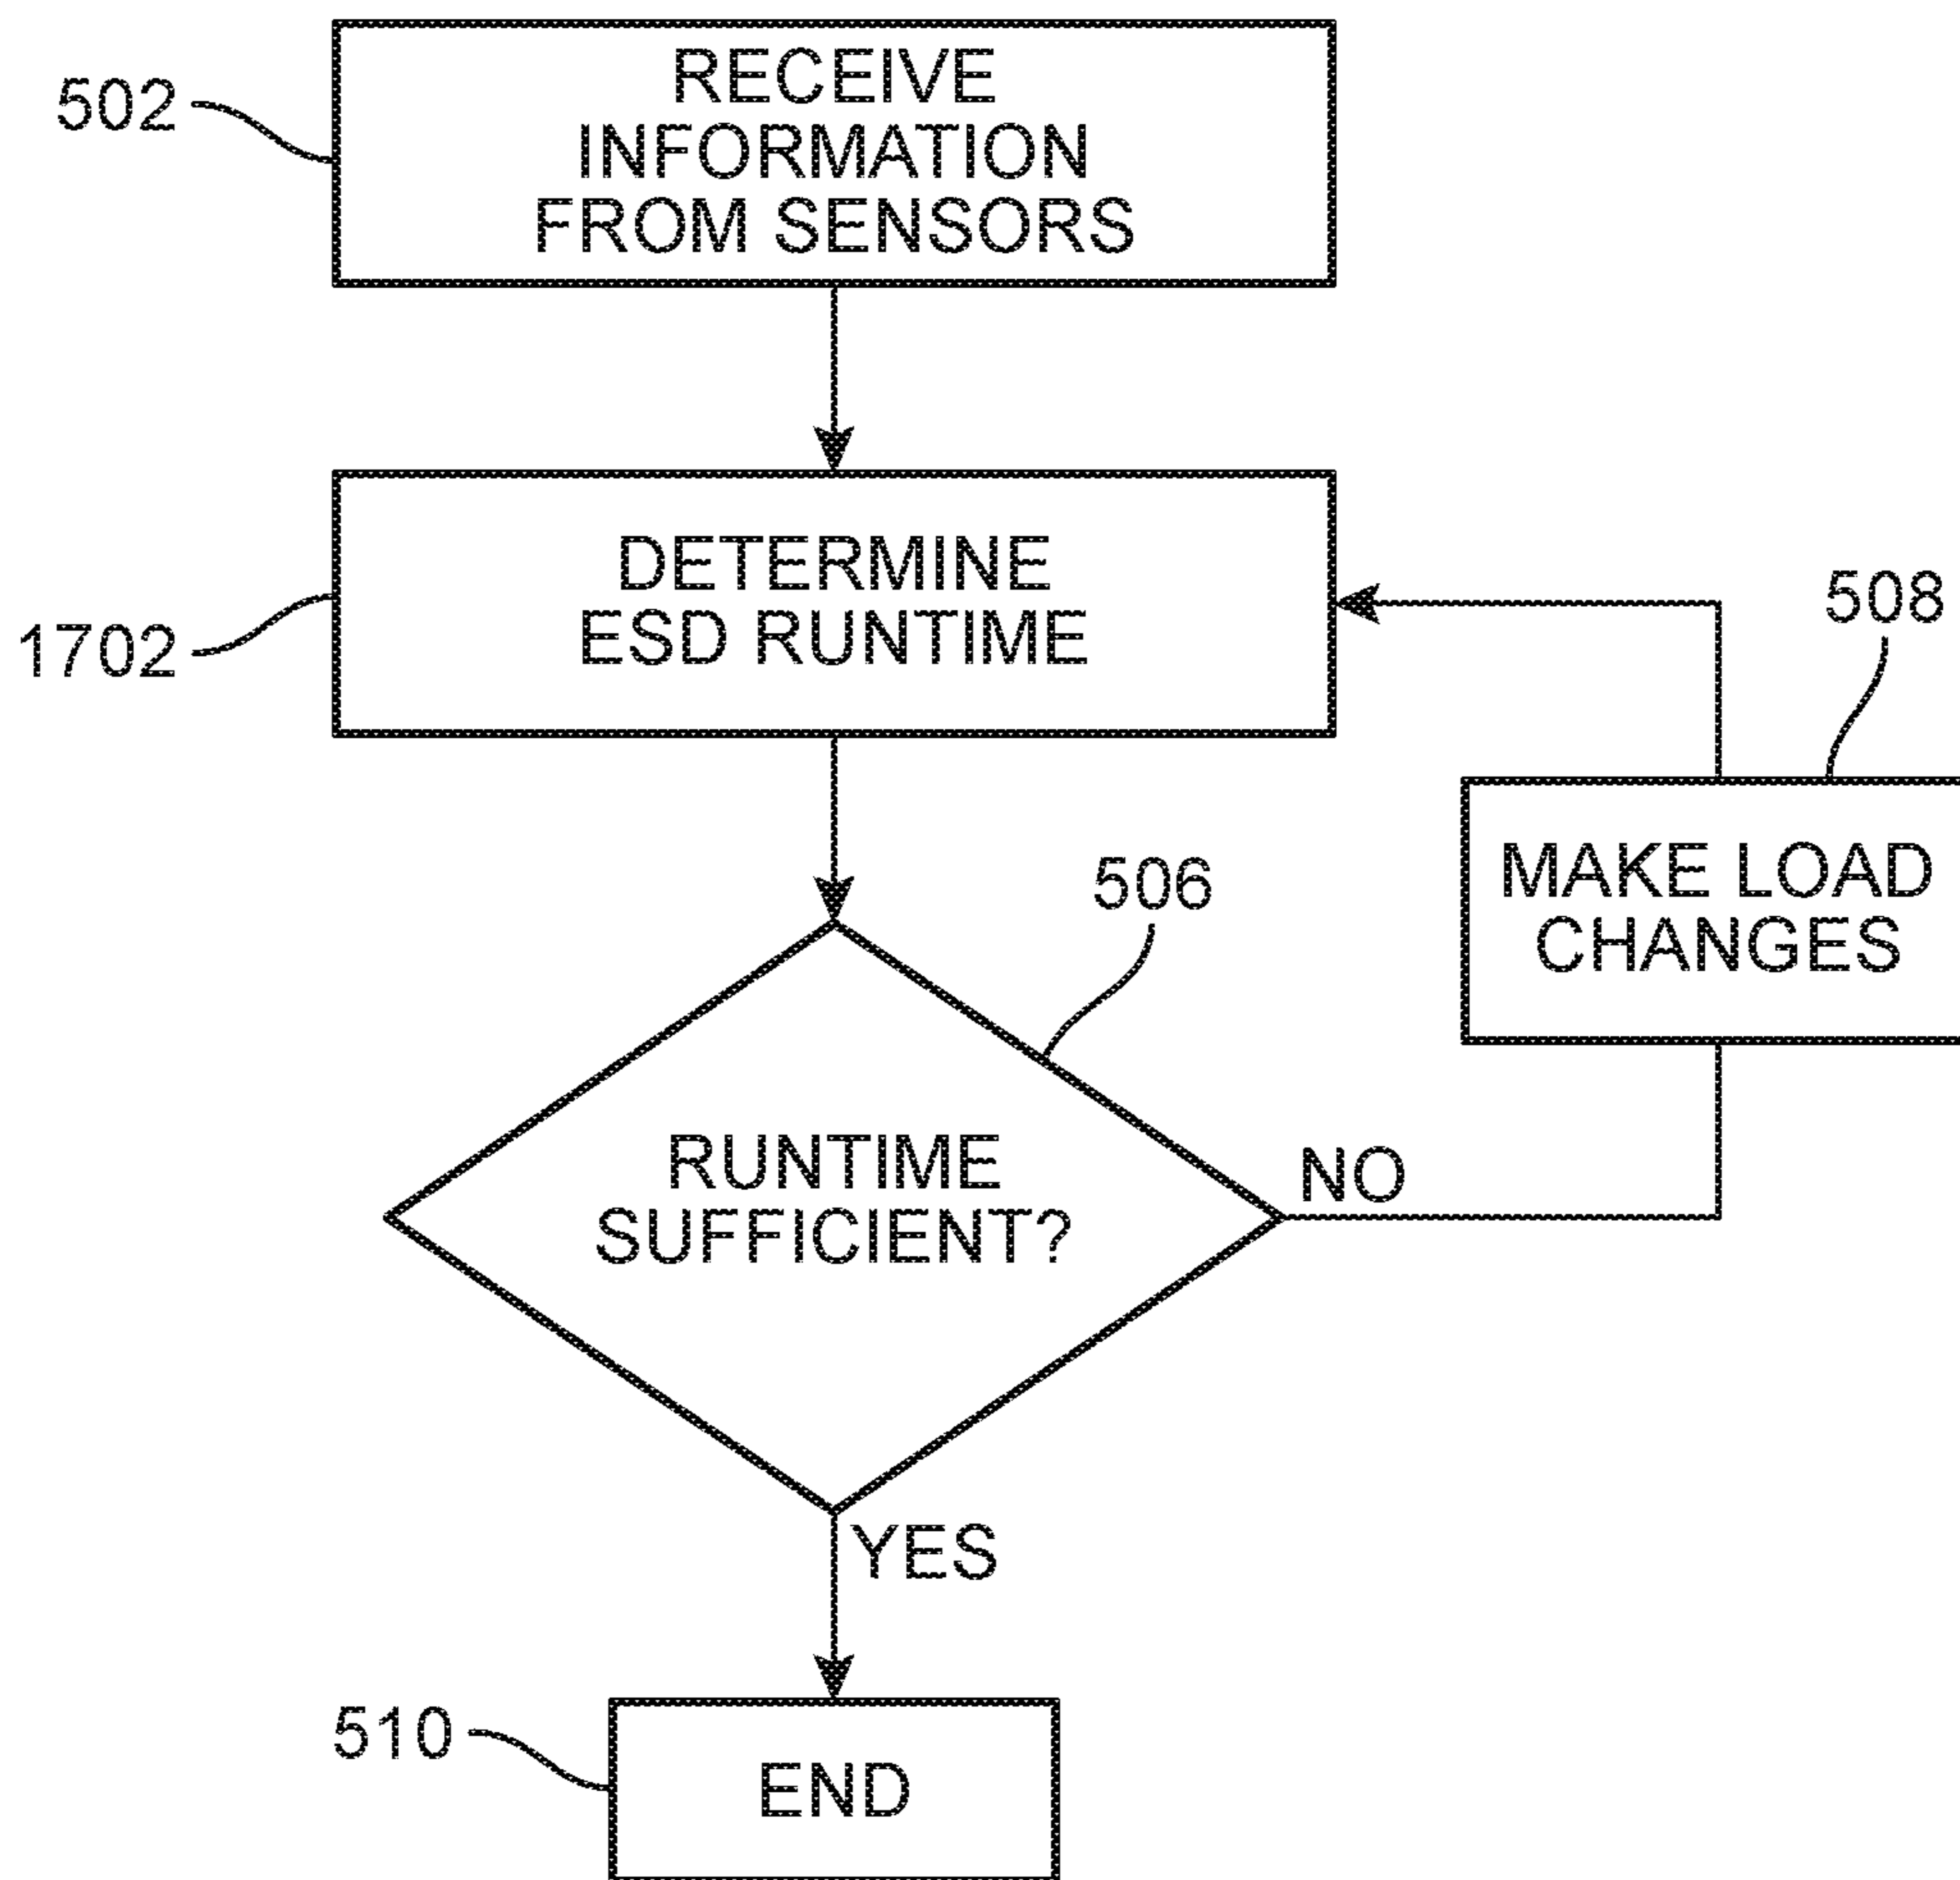 502
RECEIVE
INFORMATION
FROM SENSORS
1702
DETERMINE
ESD RUNTIME
508
MAKE LOAD
CHANGES
506
RUNTIME
SUFFICIENT?
NO
YES
510
END